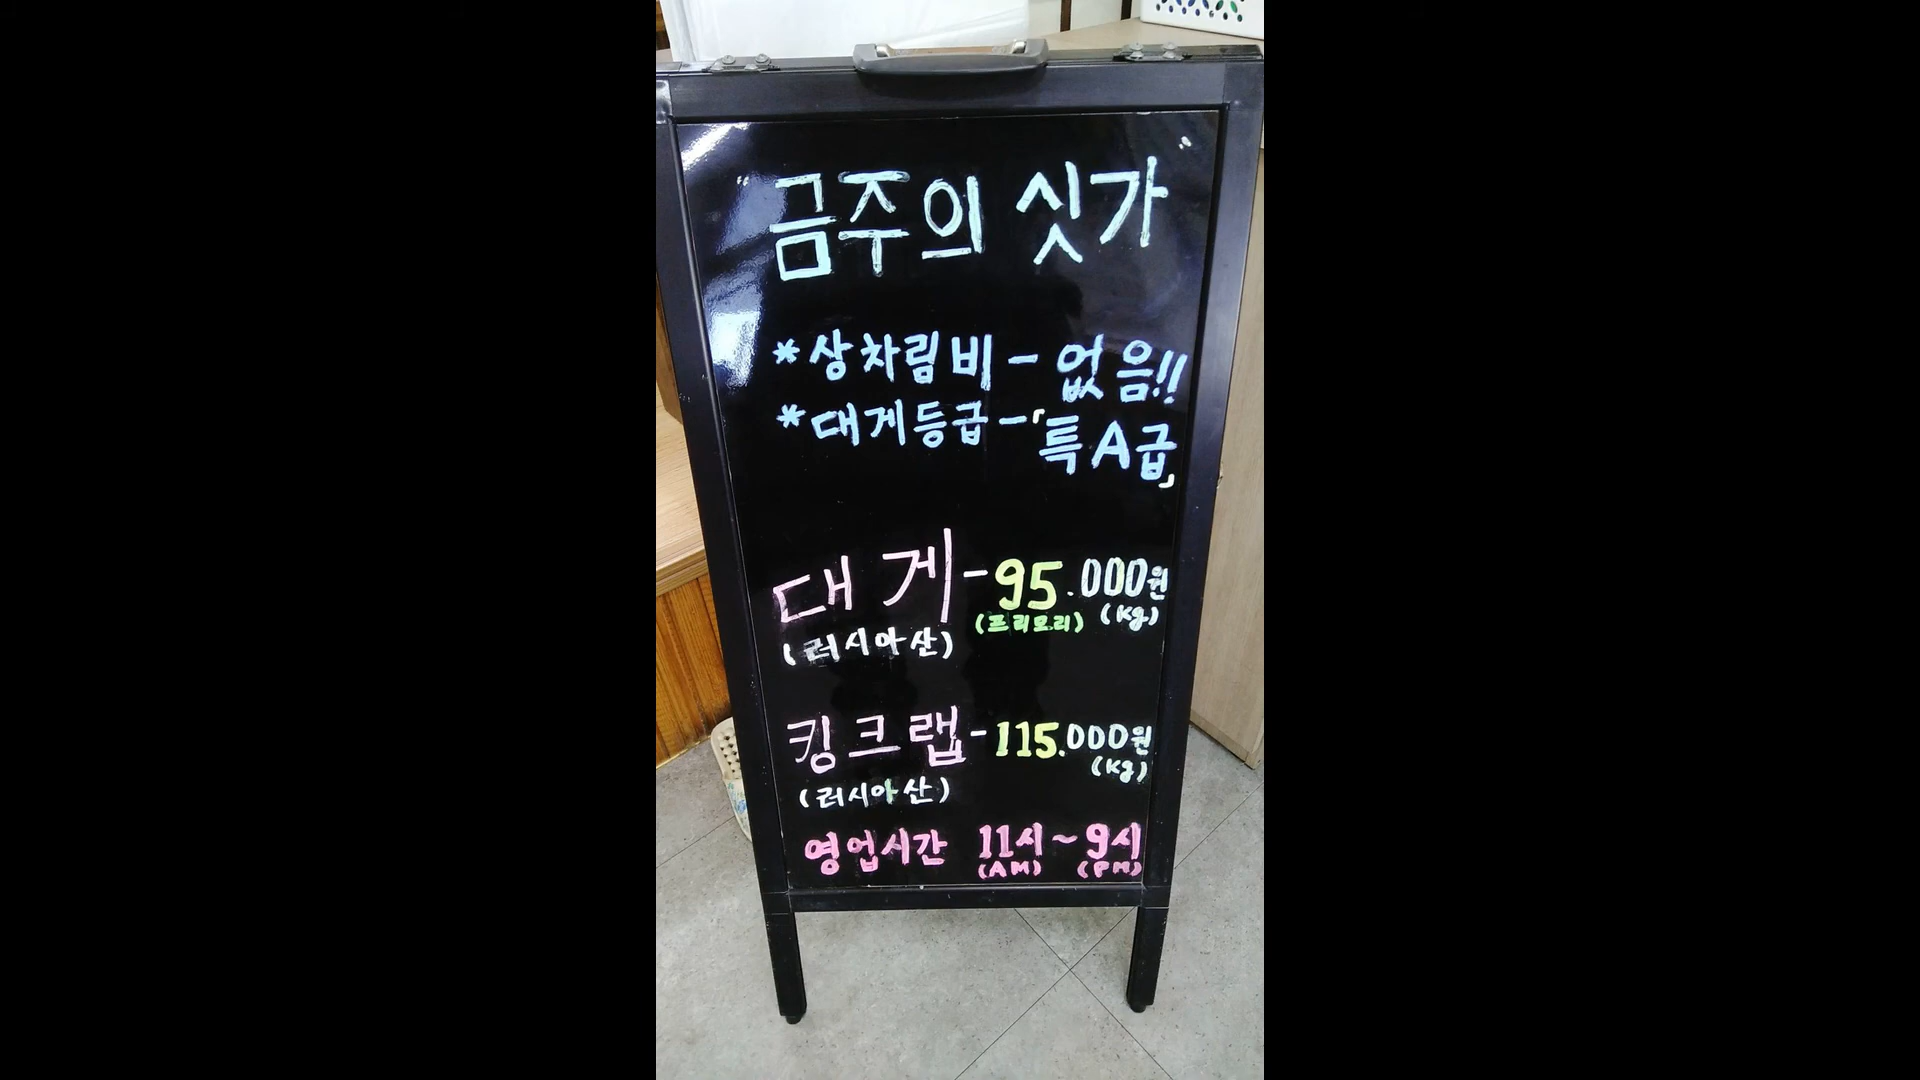 "금주의 싯가"
*상차림비-없음!!
*대게등급-「특A급」
대게-95.000원
(프리모리) (Kg)
(러시아산)
킹크랩-115.000원
(Kg)
(러시아산)
영업시간 11시~9시
(AM) (PM)